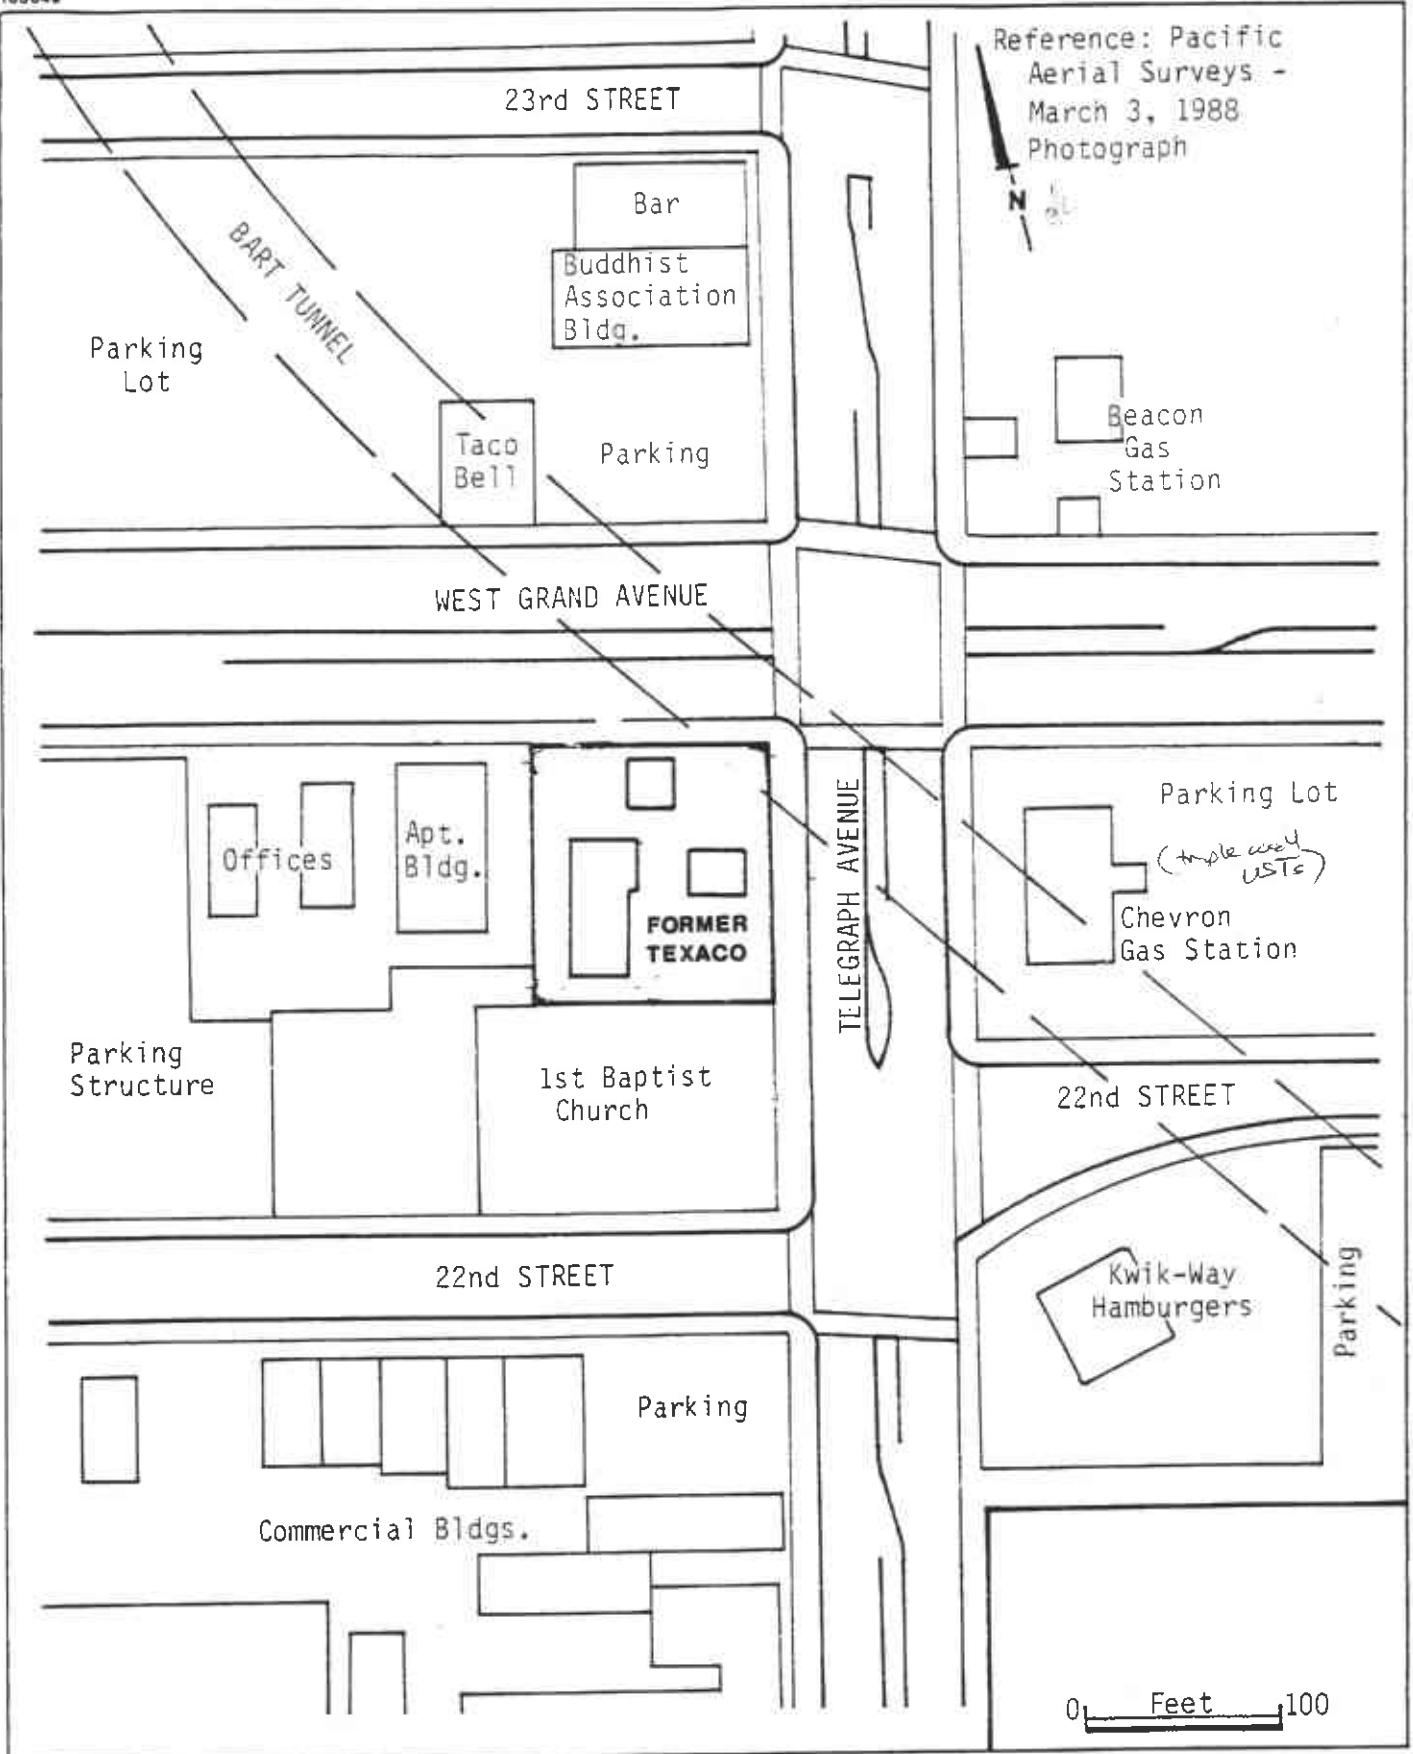 Reference: Pacific
Aerial Surveys -
March 3, 1988
Photograph
N
23rd STREET
Bar
Buddhist
Association
Bldg.
BART TUNNEL
Parking
Lot
Taco
Bell
Parking
Beacon
Gas
Station
WEST GRAND AVENUE
Offices
Apt.
Bldg.
FORMER
TEXACO
TELEGRAPH AVENUE
Parking Lot
(triple wall
USTs)
Chevron
Gas Station
Parking
Structure
1st Baptist
Church
22nd STREET
22nd STREET
Kwik-Way
Hamburgers
Parking
Parking
Commercial Bldgs.
0 Feet 100